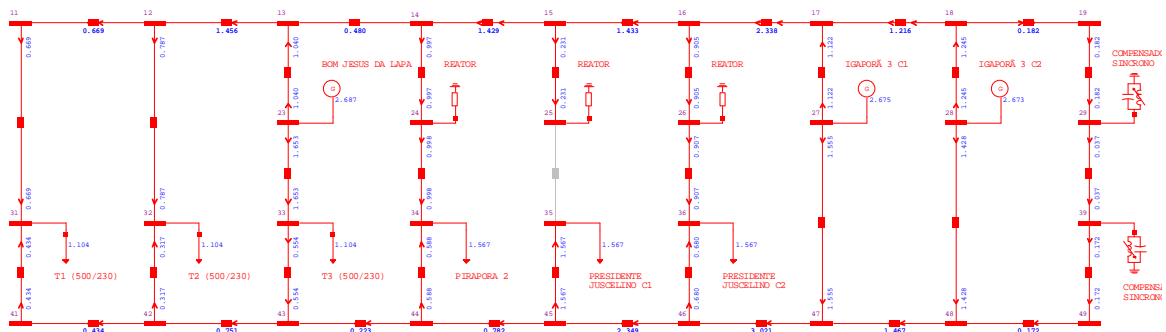 11 12 13 14 15 16 17 18 19
0.669 1.456 0.480 1.429 1.433 2.338 1.216 0.182
0.669 0.787 1.040 0.997 0.231 0.905 1.122 1.245 0.182
BOM JESUS DA LAPA REATOR REATOR REATOR IGAPORÃ 3 C1 IGAPORÃ 3 C2 COMPENSADO
SINCRONO
G G G
2.687 2.675 2.673
1.040 0.997 0.231 0.905 1.122 1.245 0.182
23 24 25 26 27 28 29
1.653 0.998 0.907 1.555 1.428 0.037
0.669 0.787 1.653 0.998 0.907 0.037
31 32 33 34 35 36 39
0.434 0.317 0.554 0.588 1.567 0.680 0.172
1.104 1.104 1.104 1.567 1.567 1.567
T1 (500/230) T2 (500/230) T3 (500/230) PIRAPORA 2 PRESIDENTE
JUSCELINO C1
PRESIDENTE
JUSCELINO C2
COMPENSA
SINCRONO
0.434 0.317 0.554 0.588 1.567 0.680 1.555 1.428 0.172
41 42 43 44 45 46 47 48 49
0.434 0.751 0.223 0.782 2.349 3.021 1.467 0.172